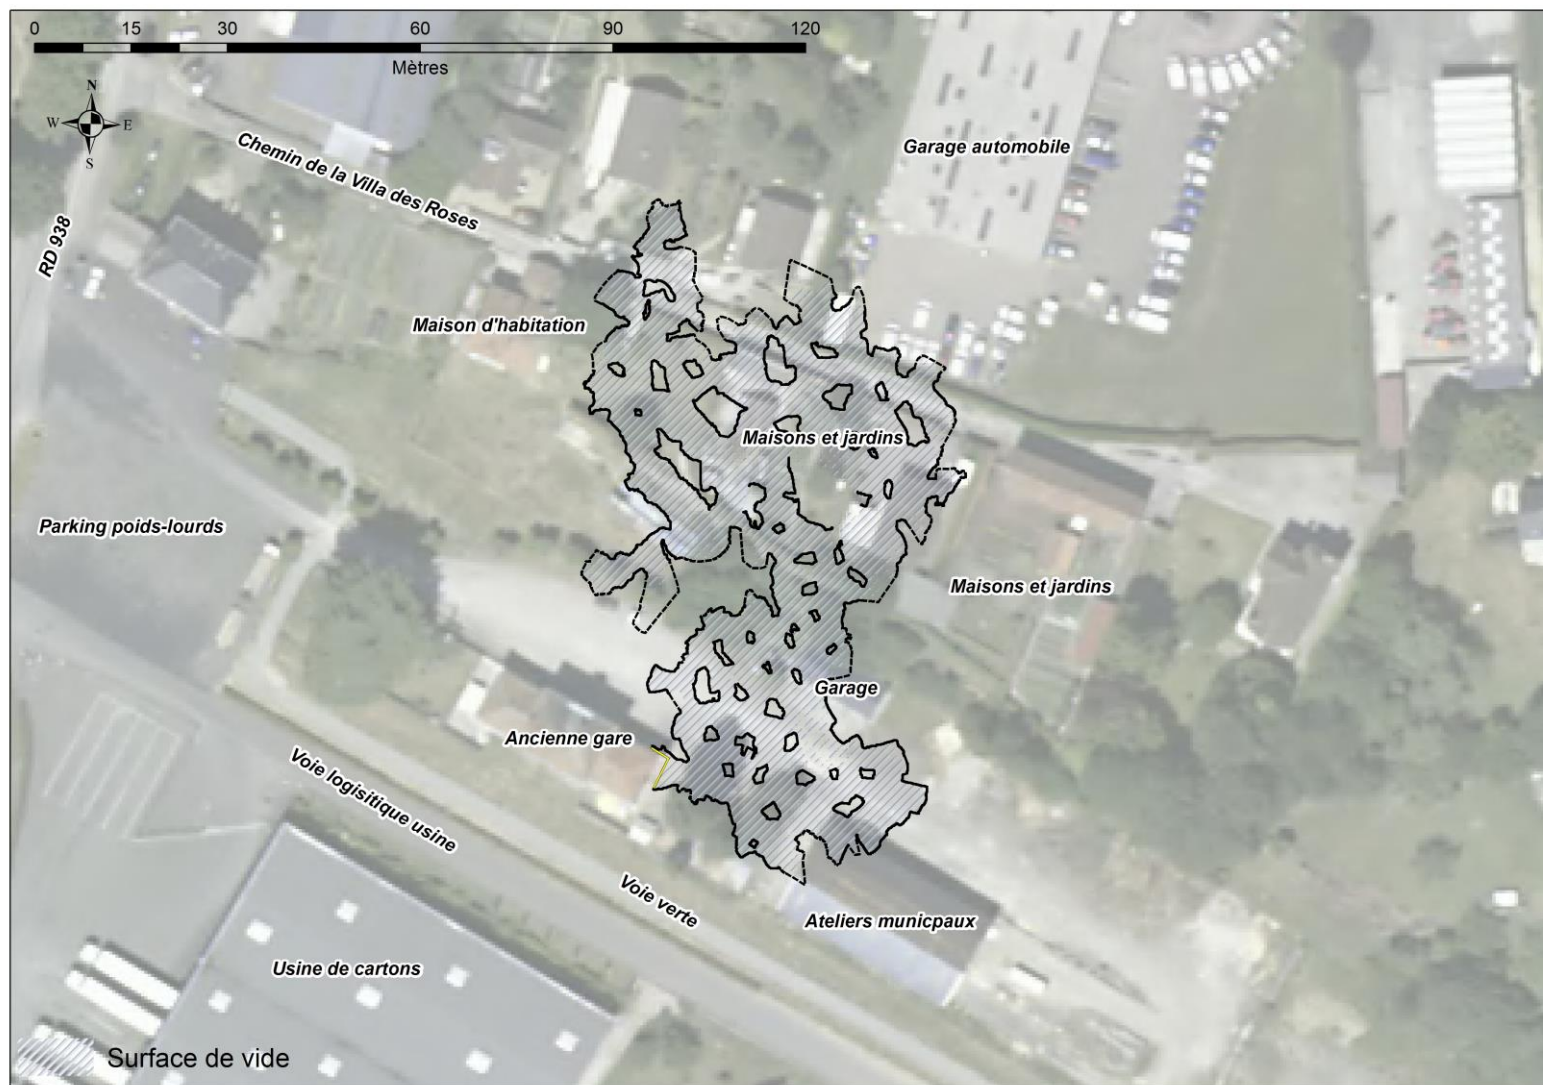 0 15 30 60 90 120
Mètres
N
W E
S
Chemin de la Villa des Roses
Garage automobile
RD 938
Maison d'habitation
Maisons et jardins
Parking poids-lourds
Maisons et jardins
Garage
Ancienne gare
Voie logisitique usine
Voie verte
Ateliers municpaux
Usine de cartons
Surface de vide